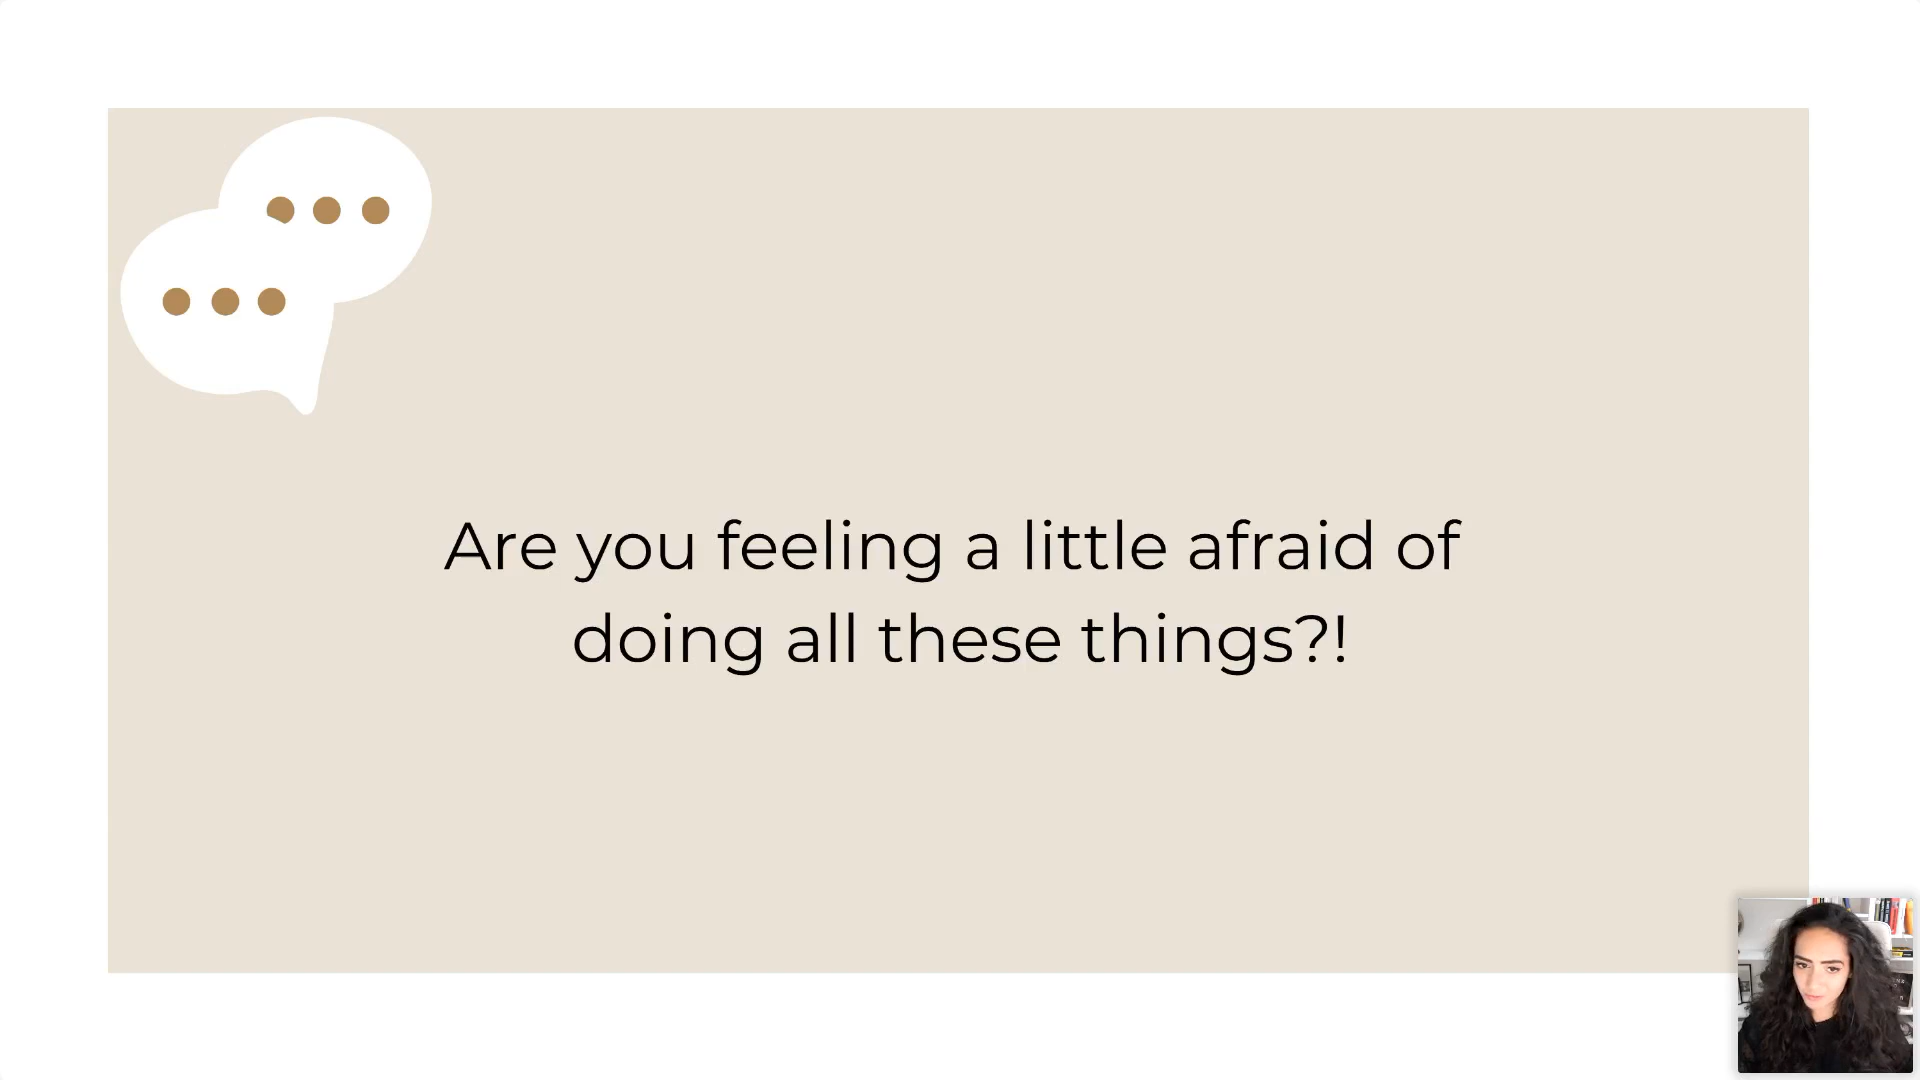 Are you feeling a little afraid of
doing all these things?!